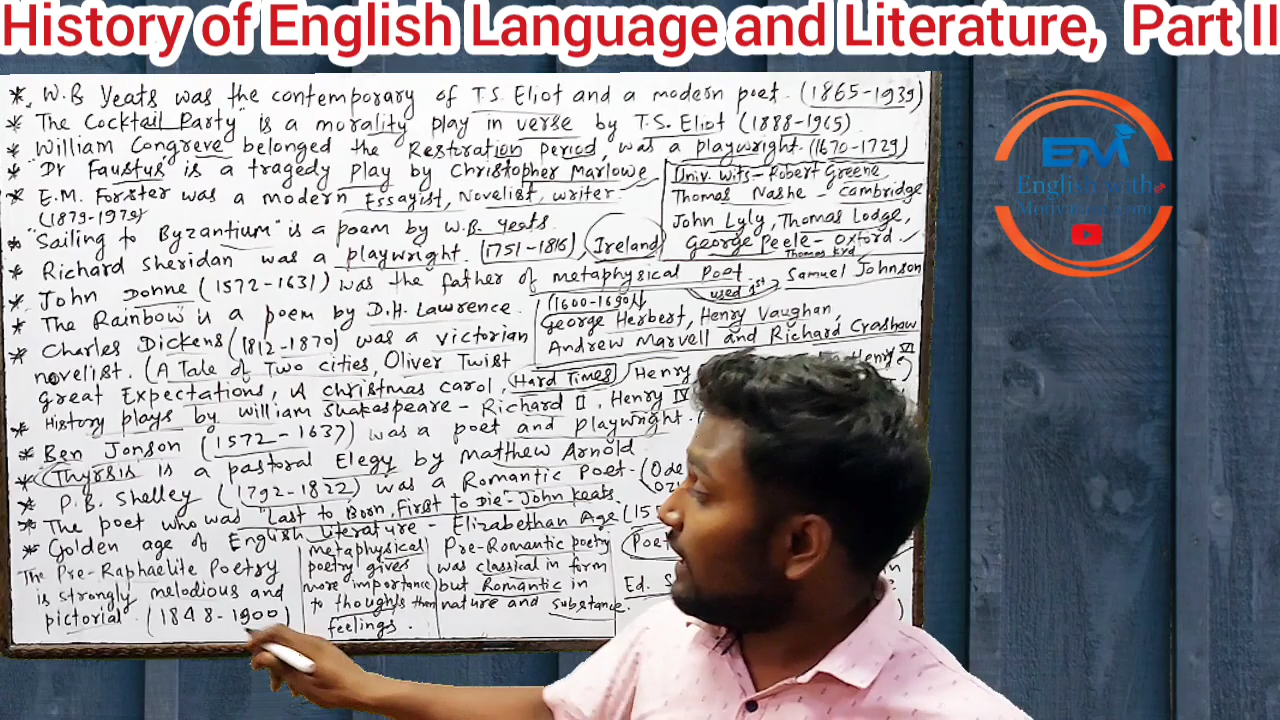 History of English Language and Literature, Part II
* W.B Yeats was the contemporary of T.S. Eliot and a modern poet. (1865-1939)
* "The Cocktail Party" is a morality play in verse by T.S. Eliot (1888-1965)
* William Congreve belonged the Restoration period, was a playwright. (1670-1729)
* "Dr Faustus" is a tragedy play by Christopher Marlowe
* E.M. Forster was a modern Essayist, Novelist, writer.
(1879-1970)
* "Sailing to Byzantium" is a poem by W.B. Yeats.
* Richard Sheridan was a playwright. (1751-1816) (Ireland)
Univ. Wits - Robert Greene
Thomas Nashe - Cambridge
John Lyly, Thomas Lodge,
George Peele - Oxford.
Thomas Kyd
* John Donne (1572-1631) was the father of metaphysical Poet used 1st Samuel Johnson
* The Rainbow is a poem by D.H. Lawrence.
(1600-1690)
George Herbert, Henry Vaughan,
Andrew Marvell and Richard Crashaw
* Charles Dickens (1812-1870) was a victorian
novelist. (A Tale of Two cities, Oliver Twist
great Expectations, A christmas carol, (Hard Times)
* History plays by William Shakespeare - Richard II, Henry IV Henry Henry VI
* Ben Jonson (1572-1637) was a poet and playwright.
* Thyrsis is a pastoral Elegy by Matthew Arnold
* P.B. Shelley (1792-1822) was a Romantic Poet - (Ode
* The poet who was "Last to Born, First to Die" - John Keats.
* Golden age of English Literature - Elizabethan Age
The Pre-Raphaelite Poetry
is strongly melodious and
pictorial. (1848-1900)
metaphysical
poetry gives
more importance
to thoughts than
feelings.
Pre-Romantic poetry
was classical in form
but Romantic in
nature and substance.
Ed.
EM
English with